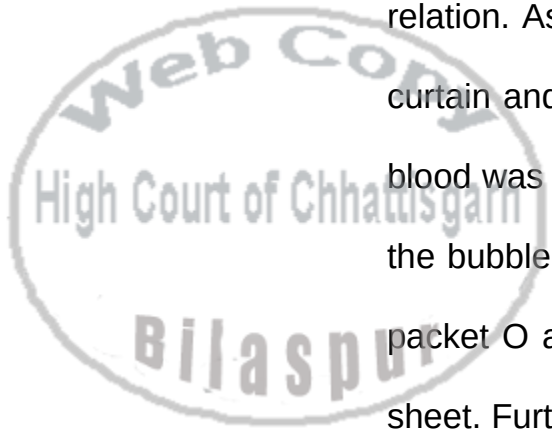 relation. As
Web Copy
curtain and
High Court of Chhattisgarh
blood was
the bubble
Bilaspur
packet O a
sheet. Furt